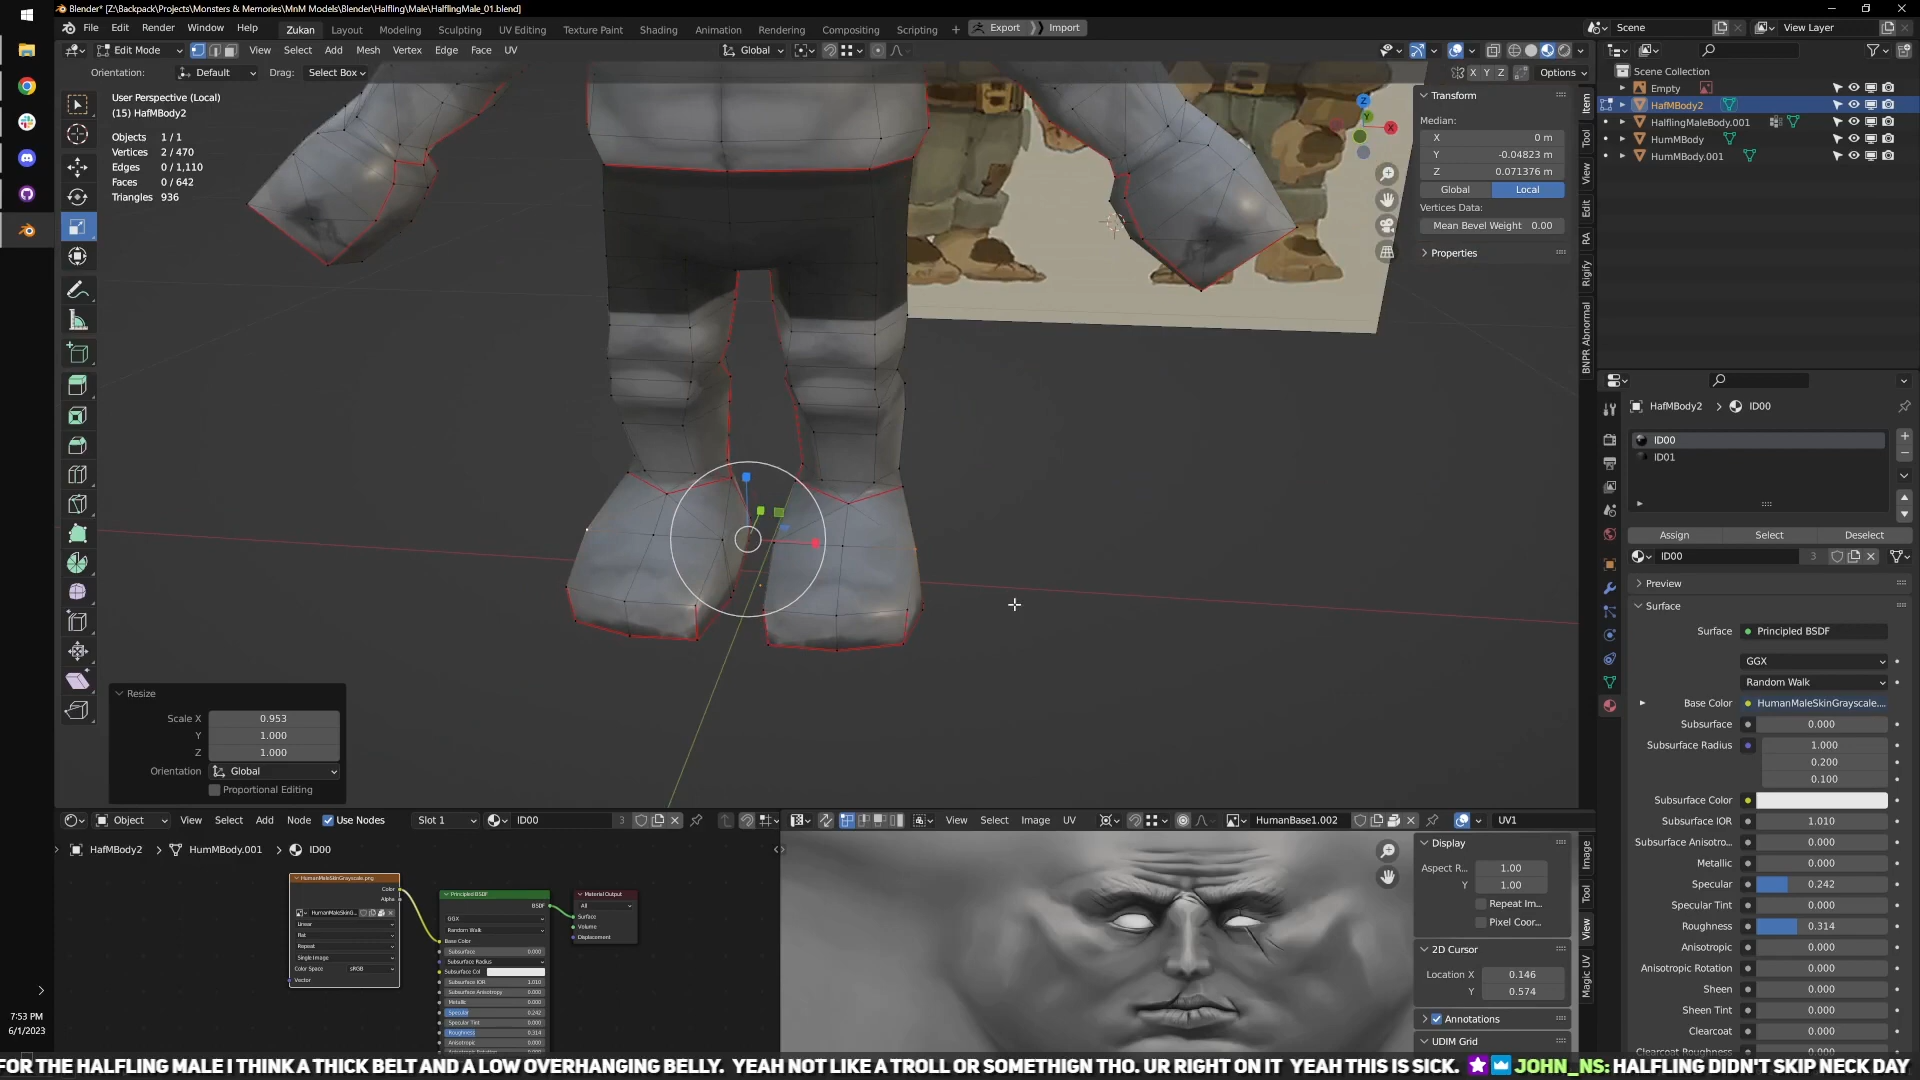 Blender* [Z:\Backpack\Projects\Monsters & Memories\MnM Models\Blender\Halfling\Male\HalflingMale_01.blend]
File Edit Render Window Help Zukan Layout Modeling Sculpting UV Editing Texture Paint Shading Animation Rendering Compositing Scripting + Export Import Scene View Layer
Edit Mode View Select Add Mesh Vertex Edge Face UV Global
Orientation: Default Drag: Select Box X Y Z Options
User Perspective (Local)
(15) HafMBody2
Objects 1 / 1
Vertices 2 / 470
Edges 0 / 1,110
Faces 0 / 642
Triangles 936
Transform
Median:
X 0 m
Y -0.04823 m
Z 0.071376 m
Global Local
Vertices Data:
Mean Bevel Weight 0.00
Properties
Item
Tool
View
Edit
RA
Rigify
BNPR Abnormal
Scene Collection
Empty
HafMBody2
HalflingMaleBody.001
HumMBody
HumMBody.001
HafMBody2 > ID00
ID00
ID01
Assign Select Deselect
ID00 3
Preview
Surface
Surface Principled BSDF
GGX
Random Walk
Base Color HumanMaleSkinGrayscale....
Subsurface 0.000
Subsurface Radius 1.000
0.200
0.100
Subsurface Color
Subsurface IOR 1.010
Subsurface Anisotro... 0.000
Metallic 0.000
Specular 0.242
Specular Tint 0.000
Roughness 0.314
Anisotropic 0.000
Anisotropic Rotation 0.000
Sheen 0.000
Sheen Tint 0.000
Clearcoat 0.000
Clearcoat Roughness
Resize
Scale X 0.953
Y 1.000
Z 1.000
Orientation Global
Proportional Editing
Object View Select Add Node Use Nodes Slot 1 ID00 3
HafMBody2 > HumMBody.001 > ID00
HumanMaleSkinGrayscale.png
Color
Alpha
HumanMaleSkinG...
Linear
Flat
Repeat
Single Image
Color Space sRGB
Vector
Principled BSDF
BSDF
GGX
Random Walk
Base Color
Subsurface 0.000
Subsurface Radius
Subsurface Col
Subsurface IOR 1.010
Subsurface Anisotropy 0.000
Metallic 0.000
Specular 0.242
Specular Tint 0.000
Roughness 0.314
Anisotropic 0.000
Material Output
All
Surface
Volume
Displacement
View Select Image UV HumanBase1.002 UV1
Display
Aspect R... 1.00
Y 1.00
Repeat Im...
Pixel Coor...
2D Cursor
Location X 0.146
Y 0.574
Annotations
UDIM Grid
Image
Tool
View
Magic UV
7:53 PM
6/1/2023
FOR THE HALFLING MALE I THINK A THICK BELT AND A LOW OVERHANGING BELLY. YEAH NOT LIKE A TROLL OR SOMETHIGN THO. UR RIGHT ON IT YEAH THIS IS SICK. JOHN_NS: HALFLING DIDN'T SKIP NECK DAY